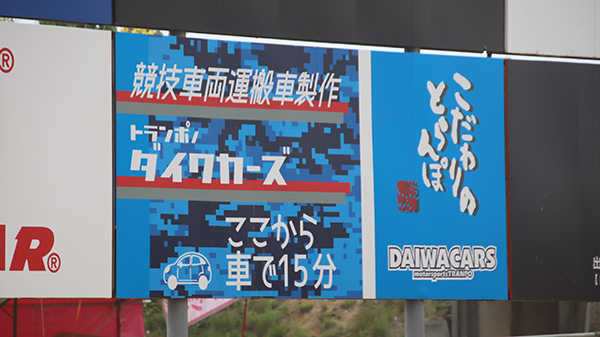 ®
競技車両運搬車製作
トランポノ
ダイワカーズ
ここから
車で15分
こだわりの
とらんぽ
DAIWACARS
motorsports TRANPO
AR®
出